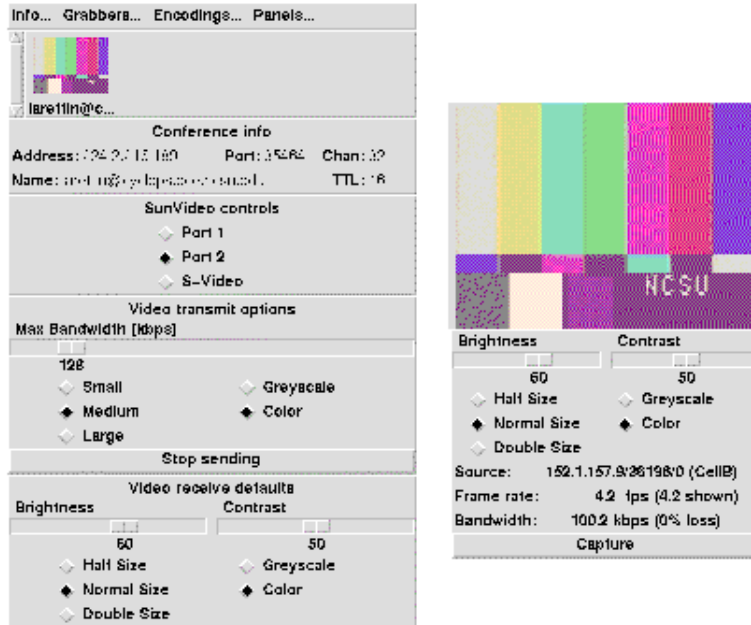 Info... Grabbers... Encodings... Panels...
Conference info
Address: Port: Chan:
Name: TTL: 16
SunVideo controls
Port 1
Port 2
S-Video
Video transmit options
Max Bandwidth [kbps]
128
Small Greyscale
Medium Color
Large
Stop sending
Video receive defaults
Brightness Contrast
60 50
Half Size Greyscale
Normal Size Color
Double Size
NCSU
Brightness Contrast
60 50
Half Size Greyscale
Normal Size Color
Double Size
Source: 152.1.157.9/26196/0 (CellB)
Frame rate: 4.2 fps (4.2 shown)
Bandwidth: 100.2 kbps (0% loss)
Capture